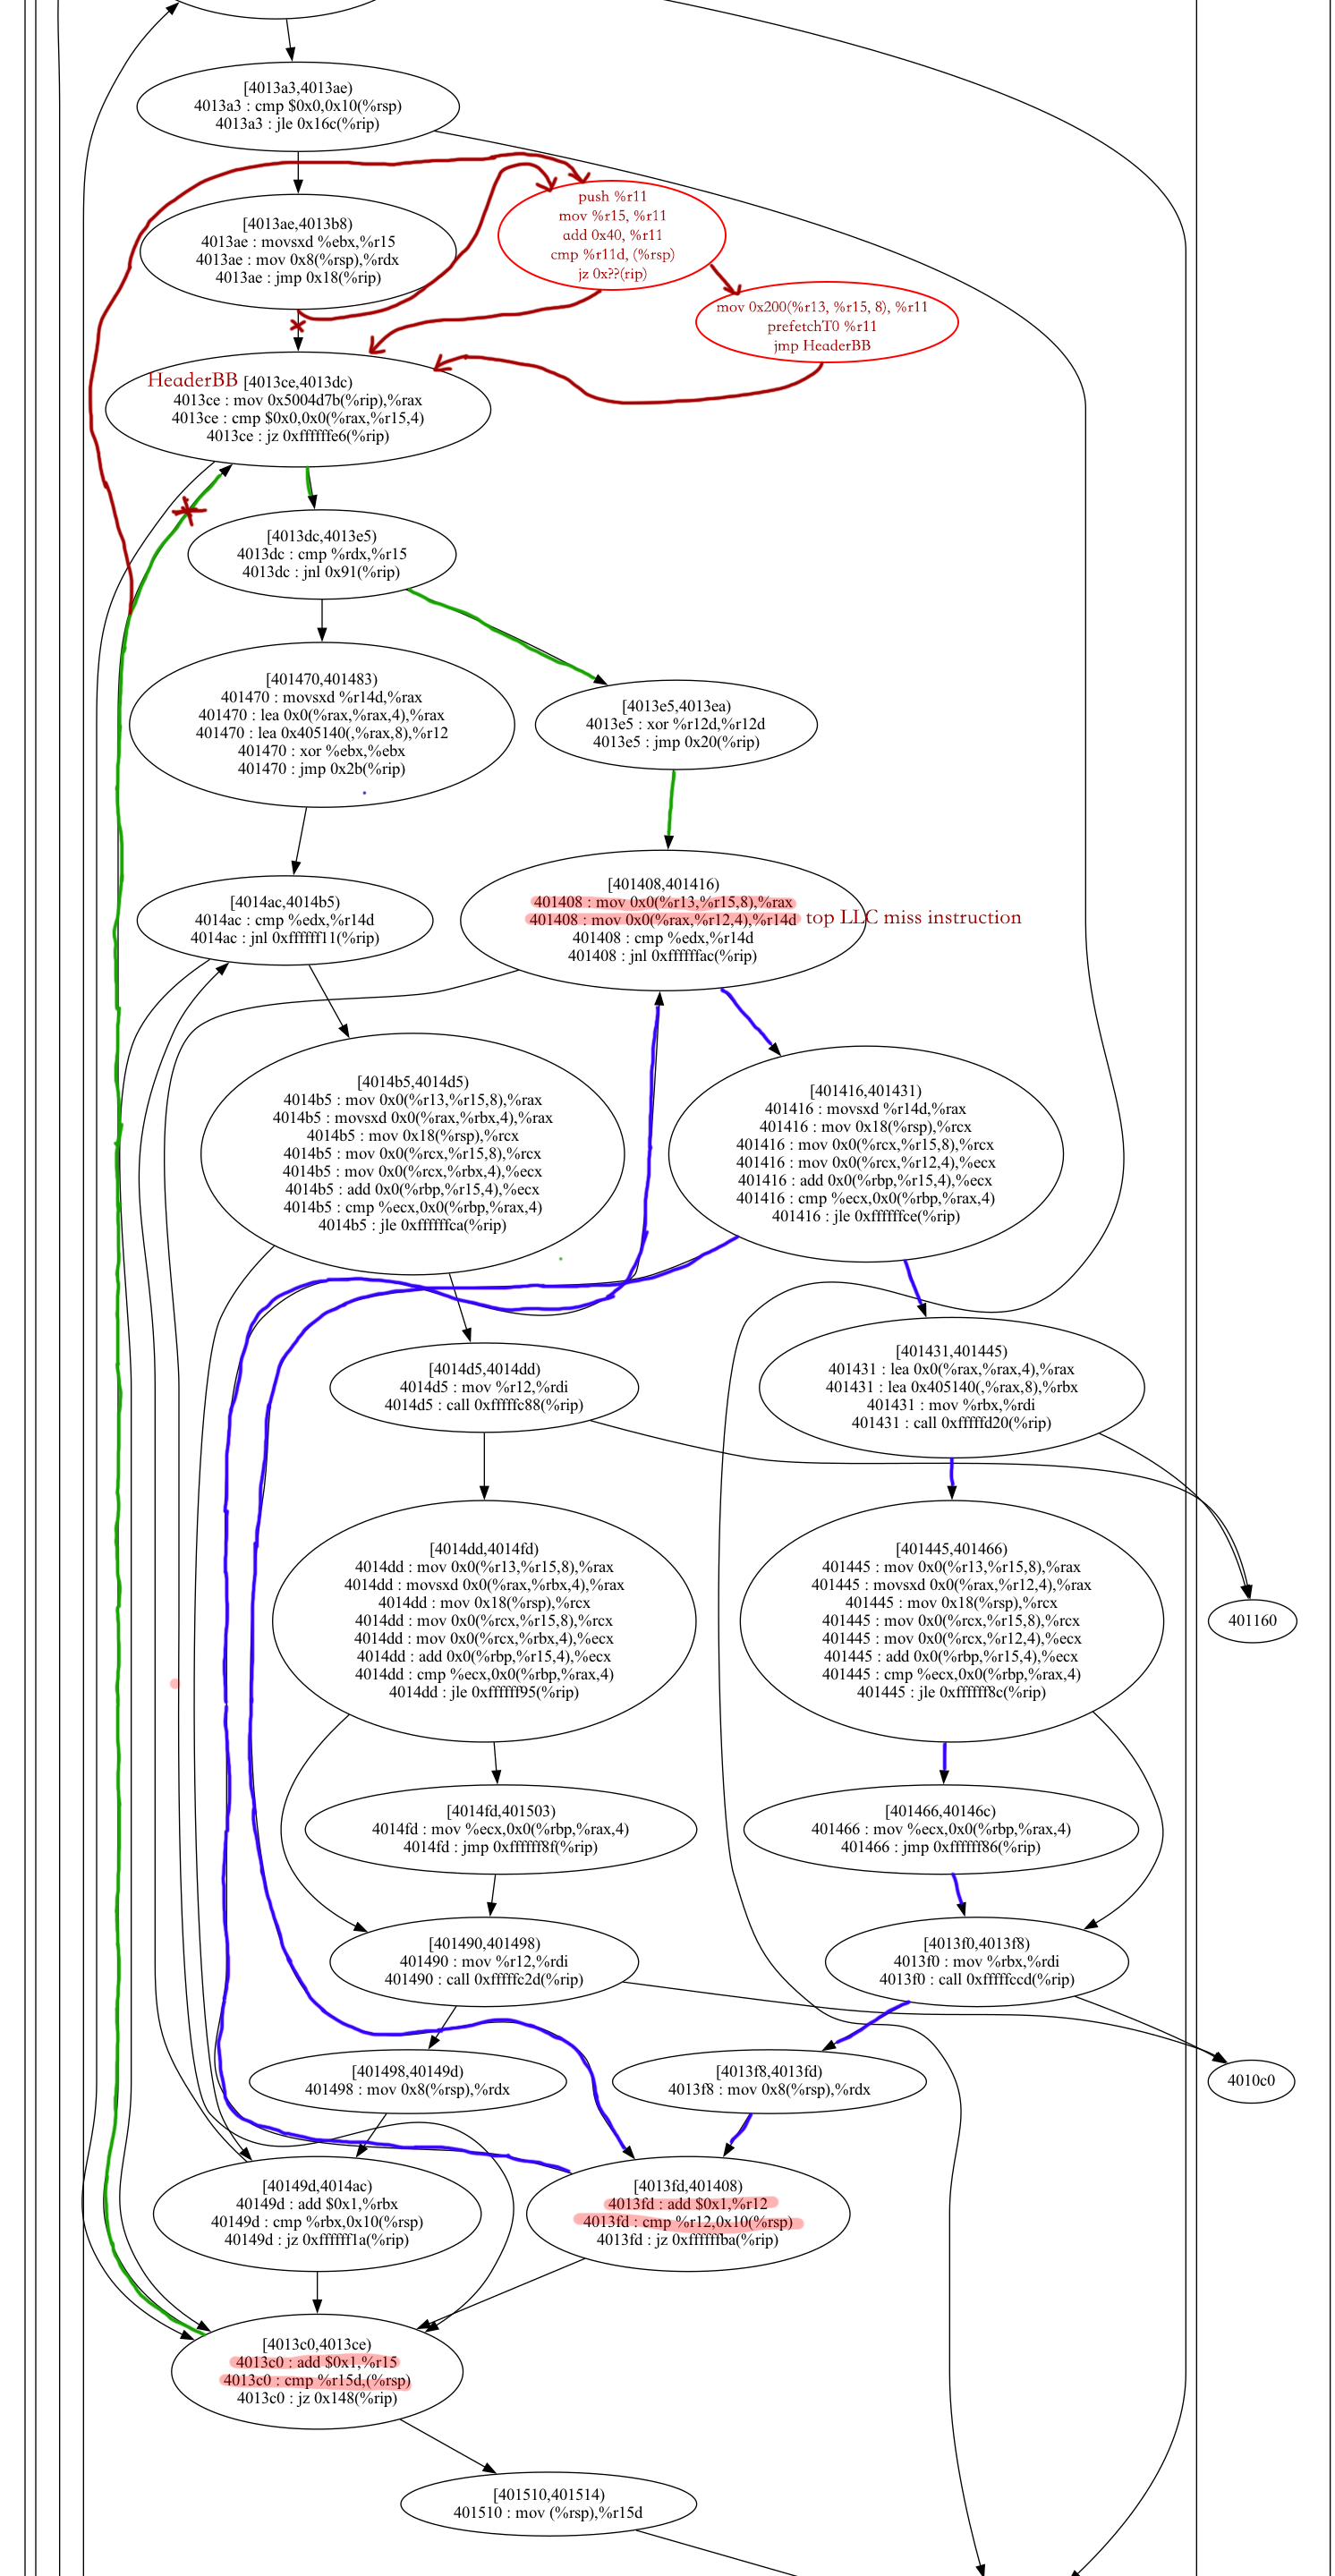 [4013a3,4013ae)
4013a3 : cmp $0x0,0x10(%rsp)
4013a3 : jle 0x16c(%rip)
push %r11
mov %r15, %r11
add 0x40, %r11
cmp %r11d, (%rsp)
jz 0x??(rip)
[4013ae,4013b8)
4013ae : movsxd %ebx,%r15
4013ae : mov 0x8(%rsp),%rdx
4013ae : jmp 0x18(%rip)
mov 0x200(%r13, %r15, 8), %r11
prefetchT0 %r11
jmp HeaderBB
HeaderBB
[4013ce,4013dc)
4013ce : mov 0x5004d7b(%rip),%rax
4013ce : cmp $0x0,0x0(%rax,%r15,4)
4013ce : jz 0xffffffe6(%rip)
[4013dc,4013e5)
4013dc : cmp %rdx,%r15
4013dc : jnl 0x91(%rip)
[401470,401483)
401470 : movsxd %r14d,%rax
401470 : lea 0x0(%rax,%rax,4),%rax
401470 : lea 0x405140(,%rax,8),%r12
401470 : xor %ebx,%ebx
401470 : jmp 0x2b(%rip)
[4013e5,4013ea)
4013e5 : xor %r12d,%r12d
4013e5 : jmp 0x20(%rip)
[401408,401416)
401408 : mov 0x0(%r13,%r15,8),%rax
401408 : mov 0x0(%rax,%r12,4),%r14d
401408 : cmp %edx,%r14d
401408 : jnl 0xffffffac(%rip)
top LLC miss instruction
[4014ac,4014b5)
4014ac : cmp %edx,%r14d
4014ac : jnl 0xffffff11(%rip)
[4014b5,4014d5)
4014b5 : mov 0x0(%r13,%r15,8),%rax
4014b5 : movsxd 0x0(%rax,%rbx,4),%rax
4014b5 : mov 0x18(%rsp),%rcx
4014b5 : mov 0x0(%rcx,%r15,8),%rcx
4014b5 : mov 0x0(%rcx,%rbx,4),%ecx
4014b5 : add 0x0(%rbp,%r15,4),%ecx
4014b5 : cmp %ecx,0x0(%rbp,%rax,4)
4014b5 : jle 0xffffffca(%rip)
[401416,401431)
401416 : movsxd %r14d,%rax
401416 : mov 0x18(%rsp),%rcx
401416 : mov 0x0(%rcx,%r15,8),%rcx
401416 : mov 0x0(%rcx,%r12,4),%ecx
401416 : add 0x0(%rbp,%r15,4),%ecx
401416 : cmp %ecx,0x0(%rbp,%rax,4)
401416 : jle 0xffffffce(%rip)
[4014d5,4014dd)
4014d5 : mov %r12,%rdi
4014d5 : call 0xfffffc88(%rip)
[401431,401445)
401431 : lea 0x0(%rax,%rax,4),%rax
401431 : lea 0x405140(,%rax,8),%rbx
401431 : mov %rbx,%rdi
401431 : call 0xfffffd20(%rip)
[4014dd,4014fd)
4014dd : mov 0x0(%r13,%r15,8),%rax
4014dd : movsxd 0x0(%rax,%rbx,4),%rax
4014dd : mov 0x18(%rsp),%rcx
4014dd : mov 0x0(%rcx,%r15,8),%rcx
4014dd : mov 0x0(%rcx,%rbx,4),%ecx
4014dd : add 0x0(%rbp,%r15,4),%ecx
4014dd : cmp %ecx,0x0(%rbp,%rax,4)
4014dd : jle 0xffffff95(%rip)
[401445,401466)
401445 : mov 0x0(%r13,%r15,8),%rax
401445 : movsxd 0x0(%rax,%r12,4),%rax
401445 : mov 0x18(%rsp),%rcx
401445 : mov 0x0(%rcx,%r15,8),%rcx
401445 : mov 0x0(%rcx,%r12,4),%ecx
401445 : add 0x0(%rbp,%r15,4),%ecx
401445 : cmp %ecx,0x0(%rbp,%rax,4)
401445 : jle 0xffffff8c(%rip)
401160
[4014fd,401503)
4014fd : mov %ecx,0x0(%rbp,%rax,4)
4014fd : jmp 0xffffff8f(%rip)
[401466,40146c)
401466 : mov %ecx,0x0(%rbp,%rax,4)
401466 : jmp 0xffffff86(%rip)
[401490,401498)
401490 : mov %r12,%rdi
401490 : call 0xfffffc2d(%rip)
[4013f0,4013f8)
4013f0 : mov %rbx,%rdi
4013f0 : call 0xfffffccd(%rip)
[401498,40149d)
401498 : mov 0x8(%rsp),%rdx
[4013f8,4013fd)
4013f8 : mov 0x8(%rsp),%rdx
4010c0
[40149d,4014ac)
40149d : add $0x1,%rbx
40149d : cmp %rbx,0x10(%rsp)
40149d : jz 0xffffff1a(%rip)
[4013fd,401408)
4013fd : add $0x1,%r12
4013fd : cmp %r12,0x10(%rsp)
4013fd : jz 0xffffffba(%rip)
[4013c0,4013ce)
4013c0 : add $0x1,%r15
4013c0 : cmp %r15d,(%rsp)
4013c0 : jz 0x148(%rip)
[401510,401514)
401510 : mov (%rsp),%r15d